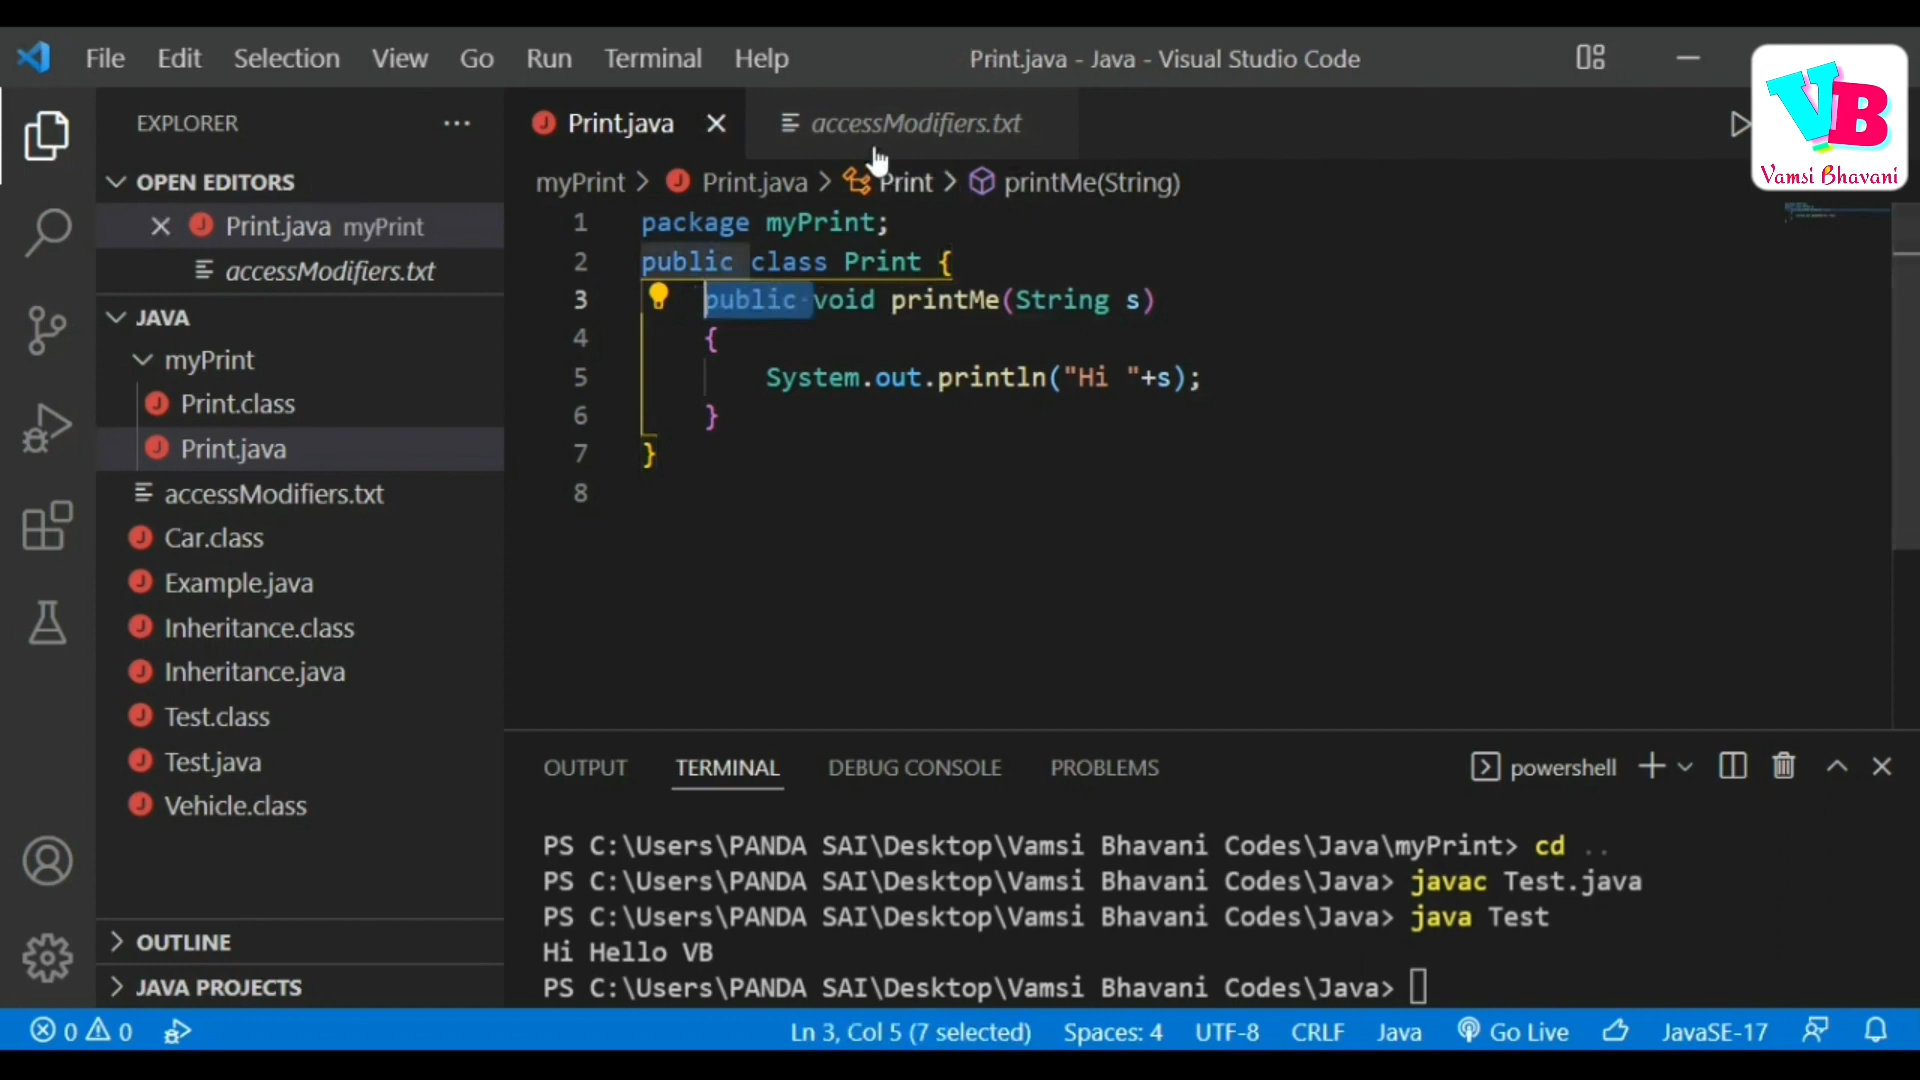 File Edit Selection View Go Run Terminal Help Print.java - Java - Visual Studio Code
VB
Vamsi Bhavani
EXPLORER
OPEN EDITORS
Print.java myPrint
accessModifiers.txt
JAVA
myPrint
Print.class
Print.java
accessModifiers.txt
Car.class
Example.java
Inheritance.class
Inheritance.java
Test.class
Test.java
Vehicle.class
OUTLINE
JAVA PROJECTS
Print.java accessModifiers.txt
myPrint > Print.java > Print > printMe(String)
1 package myPrint;
2 public class Print {
3 public void printMe(String s)
4 {
5 System.out.println("Hi "+s);
6 }
7 }
8
OUTPUT TERMINAL DEBUG CONSOLE PROBLEMS powershell
PS C:\Users\PANDA SAI\Desktop\Vamsi Bhavani Codes\Java\myPrint> cd ..
PS C:\Users\PANDA SAI\Desktop\Vamsi Bhavani Codes\Java> javac Test.java
PS C:\Users\PANDA SAI\Desktop\Vamsi Bhavani Codes\Java> java Test
Hi Hello VB
PS C:\Users\PANDA SAI\Desktop\Vamsi Bhavani Codes\Java>
0 0 Ln 3, Col 5 (7 selected) Spaces: 4 UTF-8 CRLF Java Go Live JavaSE-17